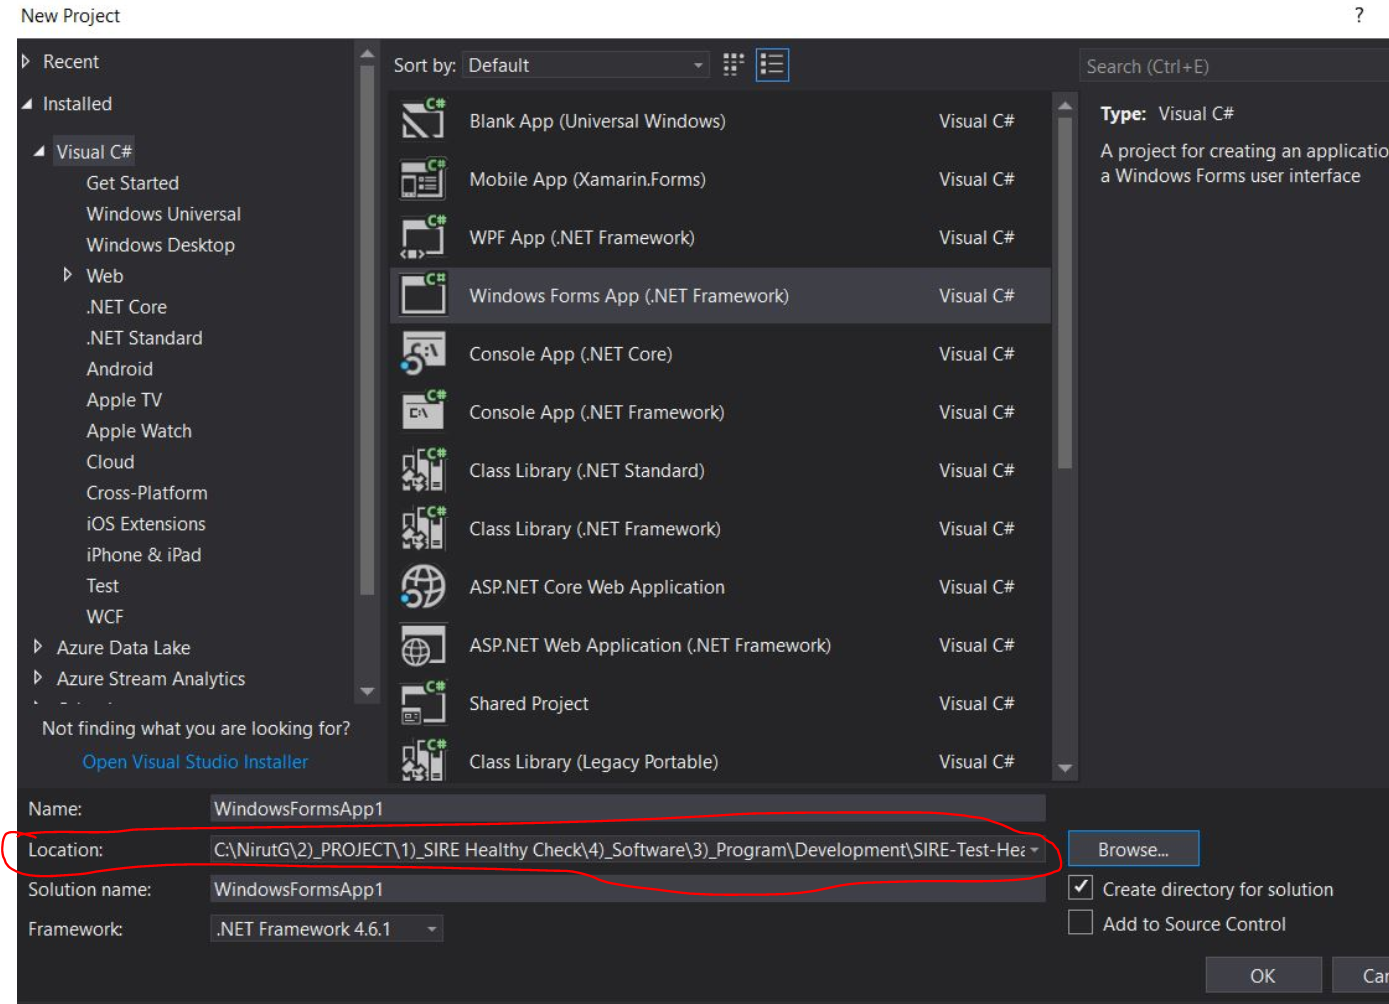 New Project
?
Recent
Installed
Visual C#
Get Started
Windows Universal
Windows Desktop
Web
.NET Core
.NET Standard
Android
Apple TV
Apple Watch
Cloud
Cross-Platform
iOS Extensions
iPhone & iPad
Test
WCF
Azure Data Lake
Azure Stream Analytics
Not finding what you are looking for?
Open Visual Studio Installer
Sort by: Default
Blank App (Universal Windows) Visual C#
Mobile App (Xamarin.Forms) Visual C#
WPF App (.NET Framework) Visual C#
Windows Forms App (.NET Framework) Visual C#
Console App (.NET Core) Visual C#
Console App (.NET Framework) Visual C#
Class Library (.NET Standard) Visual C#
Class Library (.NET Framework) Visual C#
ASP.NET Core Web Application Visual C#
ASP.NET Web Application (.NET Framework) Visual C#
Shared Project Visual C#
Class Library (Legacy Portable) Visual C#
Search (Ctrl+E)
Type: Visual C#
A project for creating an applicatio
a Windows Forms user interface
Name: WindowsFormsApp1
Location: C:\NirutG\2)_PROJECT\1)_SIRE Healthy Check\4)_Software\3)_Program\Development\SIRE-Test-Hea
Browse...
Solution name: WindowsFormsApp1
Create directory for solution
Framework: .NET Framework 4.6.1
Add to Source Control
OK
Can